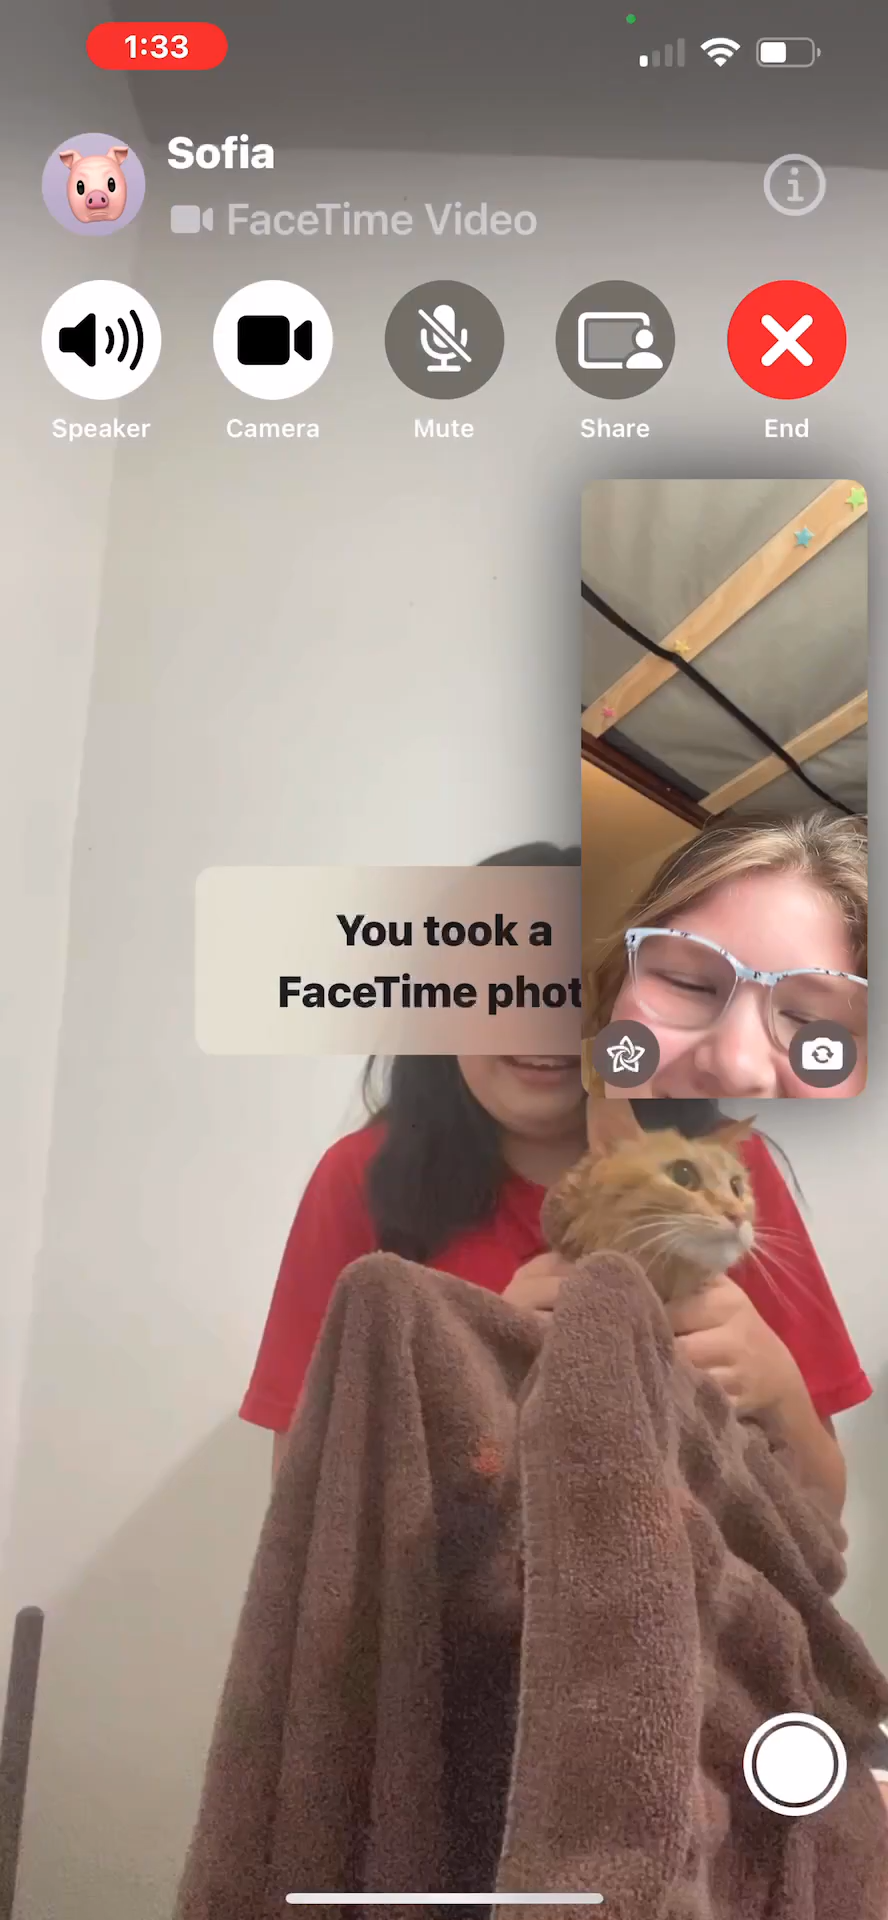 1:33
Sofia
FaceTime Video
Speaker
Camera
Mute
Share
End
You took a
FaceTime phot